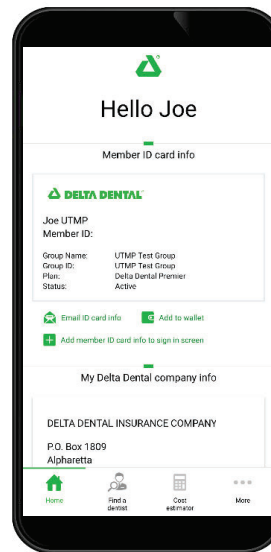 Hello Joe
Member ID card info
DELTA DENTAL
Joe UTMP
Member ID:
Group Name: UTMP Test Group
Group ID: UTMP Test Group
Plan: Delta Dental Premier
Status: Active
Email ID card info Add to wallet
Add member ID card info to sign in screen
My Delta Dental company info
DELTA DENTAL INSURANCE COMPANY
P.O. Box 1809
Alpharetta
Home Find a dentist Cost estimator More